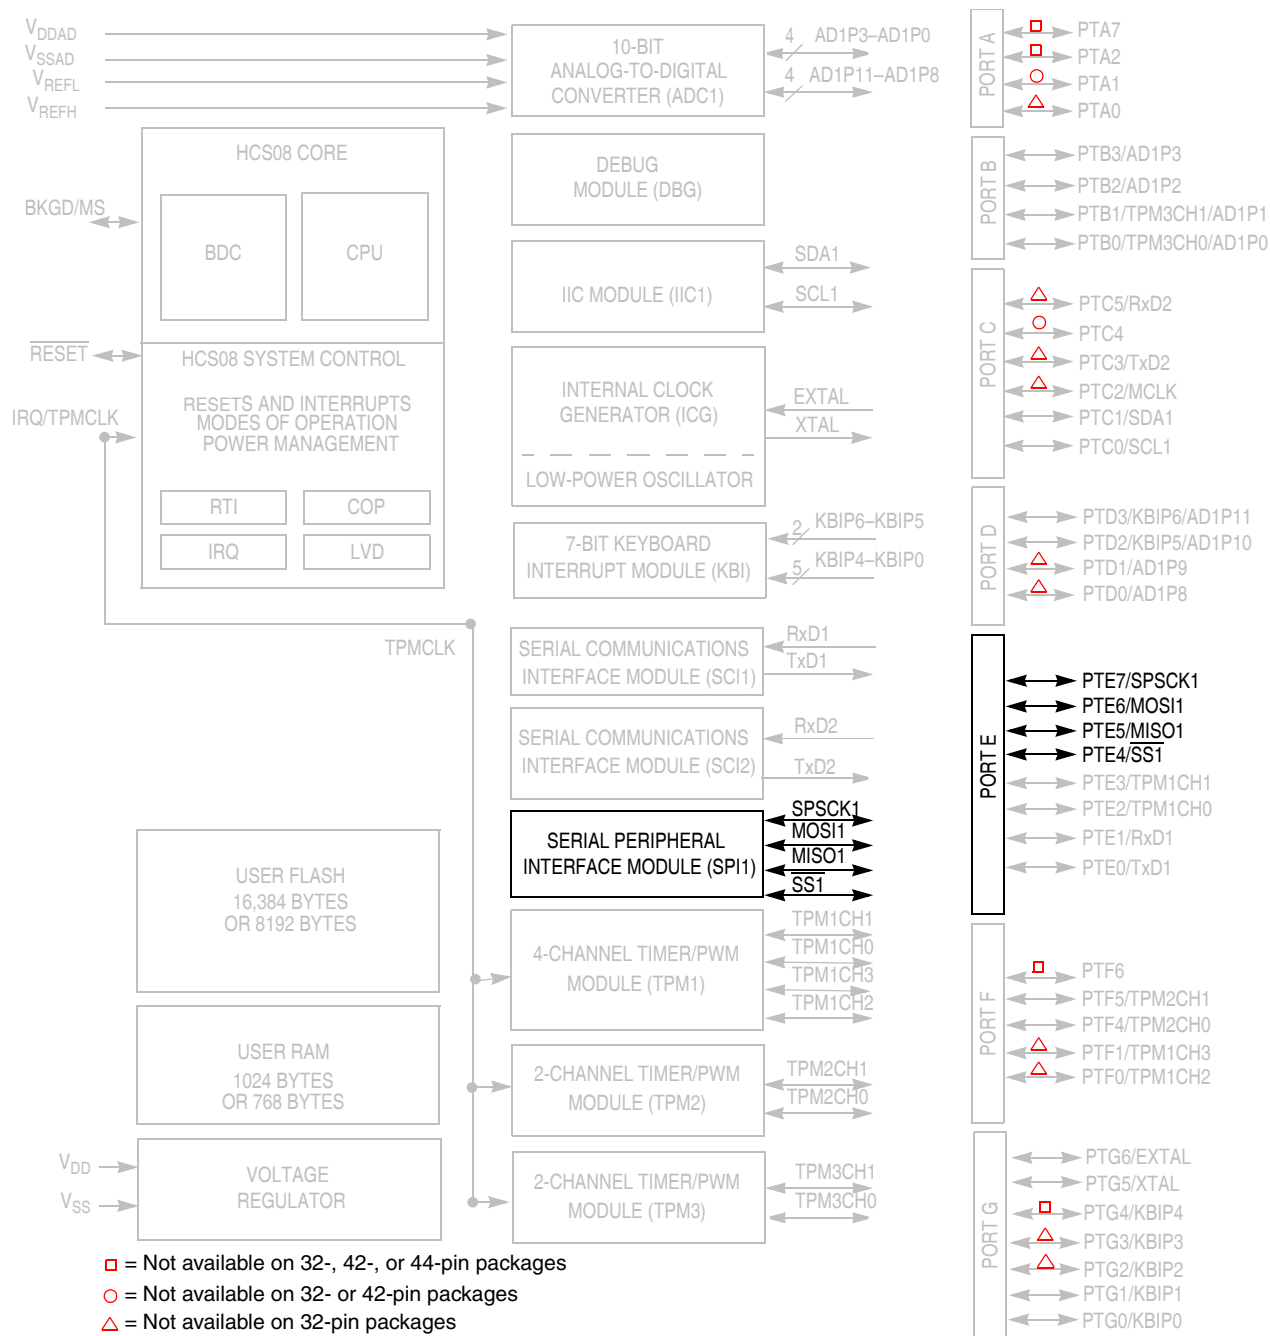 VDDAD
VSSAD
VREFL
VREFH
10-BIT
ANALOG-TO-DIGITAL
CONVERTER (ADC1)
4 AD1P3–AD1P0
4 AD1P11–AD1P8
HCS08 CORE
BDC
CPU
BKGD/MS
RESET
IRQ/TPMCLK
HCS08 SYSTEM CONTROL
RESETS AND INTERRUPTS
MODES OF OPERATION
POWER MANAGEMENT
RTI
COP
IRQ
LVD
TPMCLK
DEBUG
MODULE (DBG)
IIC MODULE (IIC1)
SDA1
SCL1
INTERNAL CLOCK
GENERATOR (ICG)
LOW-POWER OSCILLATOR
EXTAL
XTAL
7-BIT KEYBOARD
INTERRUPT MODULE (KBI)
2 KBIP6–KBIP5
5 KBIP4–KBIP0
SERIAL COMMUNICATIONS
INTERFACE MODULE (SCI1)
RxD1
TxD1
SERIAL COMMUNICATIONS
INTERFACE MODULE (SCI2)
RxD2
TxD2
SERIAL PERIPHERAL
INTERFACE MODULE (SPI1)
SPSCK1
MOSI1
MISO1
SS1
USER FLASH
16,384 BYTES
OR 8192 BYTES
4-CHANNEL TIMER/PWM
MODULE (TPM1)
TPM1CH1
TPM1CH0
TPM1CH3
TPM1CH2
USER RAM
1024 BYTES
OR 768 BYTES
2-CHANNEL TIMER/PWM
MODULE (TPM2)
TPM2CH1
TPM2CH0
VDD
VSS
VOLTAGE
REGULATOR
2-CHANNEL TIMER/PWM
MODULE (TPM3)
TPM3CH1
TPM3CH0
PORT A
PTA7
PTA2
PTA1
PTA0
PORT B
PTB3/AD1P3
PTB2/AD1P2
PTB1/TPM3CH1/AD1P1
PTB0/TPM3CH0/AD1P0
PORT C
PTC5/RxD2
PTC4
PTC3/TxD2
PTC2/MCLK
PTC1/SDA1
PTC0/SCL1
PORT D
PTD3/KBIP6/AD1P11
PTD2/KBIP5/AD1P10
PTD1/AD1P9
PTD0/AD1P8
PORT E
PTE7/SPSCK1
PTE6/MOSI1
PTE5/MISO1
PTE4/SS1
PTE3/TPM1CH1
PTE2/TPM1CH0
PTE1/RxD1
PTE0/TxD1
PORT F
PTF6
PTF5/TPM2CH1
PTF4/TPM2CH0
PTF1/TPM1CH3
PTF0/TPM1CH2
PORT G
PTG6/EXTAL
PTG5/XTAL
PTG4/KBIP4
PTG3/KBIP3
PTG2/KBIP2
PTG1/KBIP1
PTG0/KBIP0
= Not available on 32-, 42-, or 44-pin packages
= Not available on 32- or 42-pin packages
= Not available on 32-pin packages